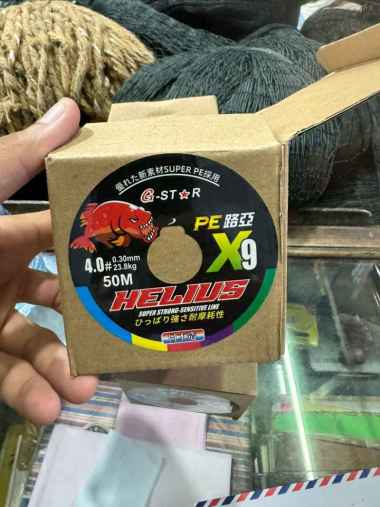 優れた新素材SUPER PE採用
G-STAR
PE 路亞
X9
4.0# 0.30mm
23.8kg
50M
HELIUS
SUPER STRONG-SENSITIVE LINE
ひっぱり強さ耐摩耗性